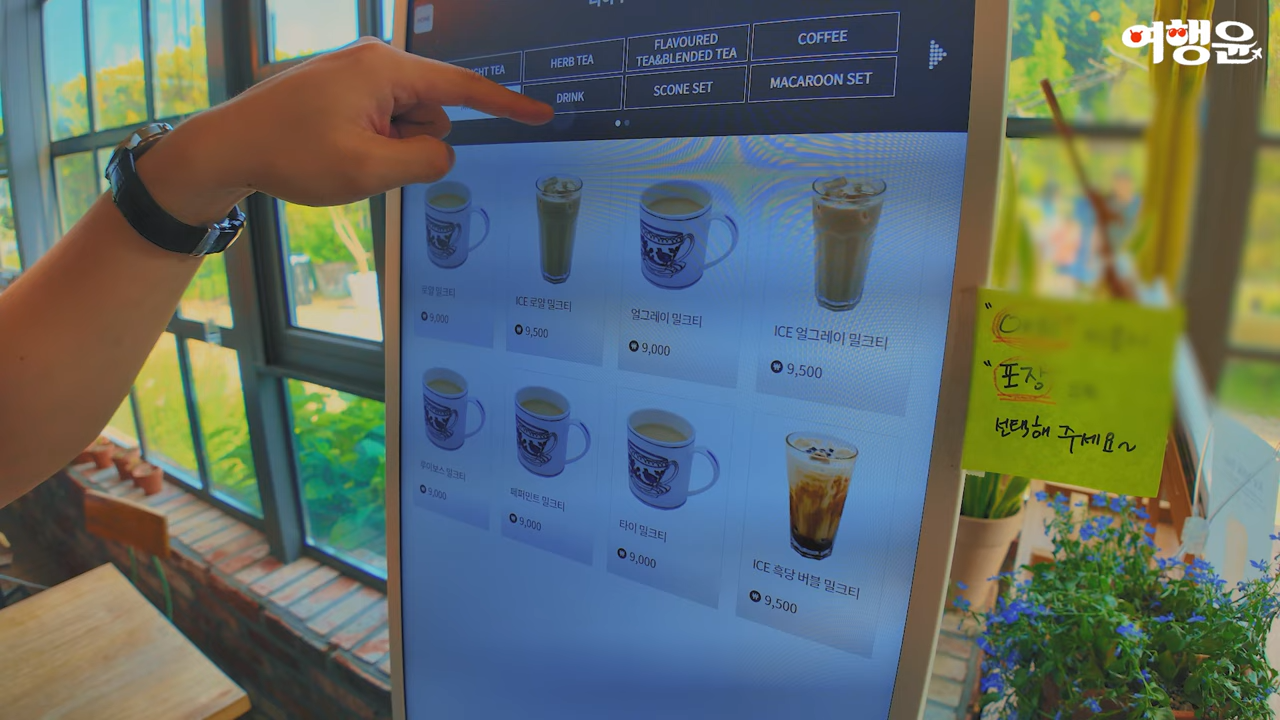 여행윤
HERB TEA
FLAVOURED
TEA&BLENDED TEA
COFFEE
DRINK
SCONE SET
MACAROON SET
로얄 밀크티
₩ 9,000
ICE 로얄 밀크티
₩ 9,500
얼그레이 밀크티
₩ 9,000
ICE 얼그레이 밀크티
₩ 9,500
루이보스 밀크티
₩ 9,000
페퍼민트 밀크티
₩ 9,000
타이 밀크티
₩ 9,000
ICE 흑당 버블 밀크티
₩ 9,500
"포장
선택해 주세요~